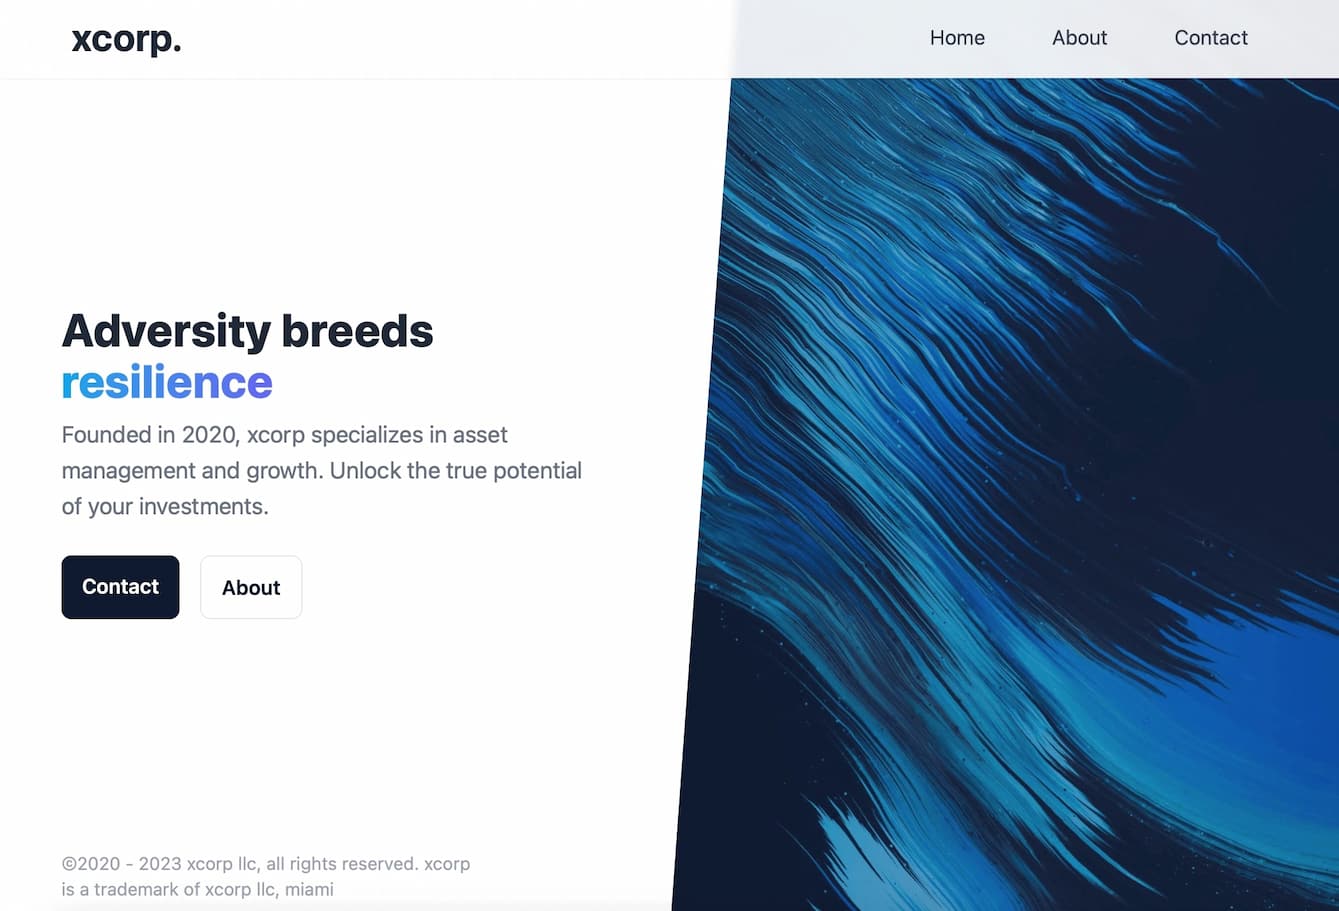 xcorp.
Home About Contact
Adversity breeds
resilience
Founded in 2020, xcorp specializes in asset
management and growth. Unlock the true potential
of your investments.
Contact About
©2020 - 2023 xcorp llc, all rights reserved. xcorp
is a trademark of xcorp llc, miami